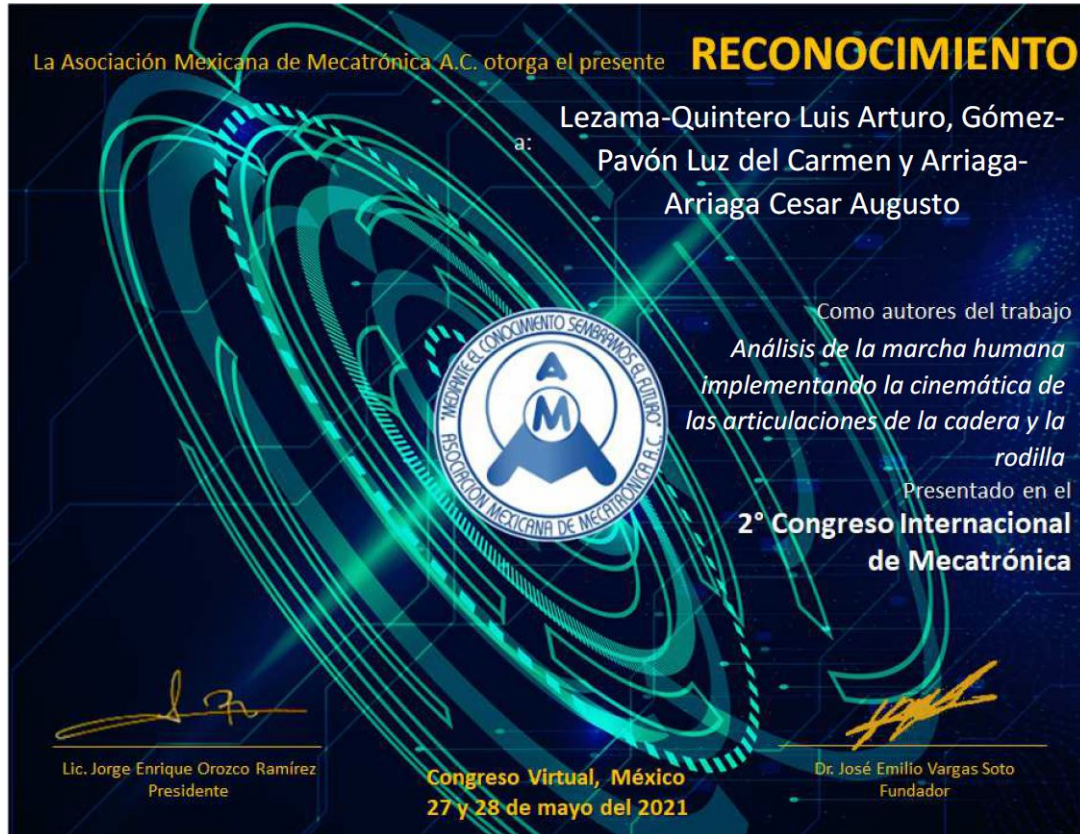 La Asociación Mexicana de Mecatrónica A.C. otorga el presente RECONOCIMIENTO
a:
Lezama-Quintero Luis Arturo, Gómez-
Pavón Luz del Carmen y Arriaga-
Arriaga Cesar Augusto
"MEDIANTE EL CONOCIMIENTO SEMBRAMOS EL FUTURO"
A
M
ASOCIACIÓN MEXICANA DE MECATRÓNICA A.C.
Como autores del trabajo
Análisis de la marcha humana
implementando la cinemática de
las articulaciones de la cadera y la
rodilla
Presentado en el
2° Congreso Internacional
de Mecatrónica
Lic. Jorge Enrique Orozco Ramírez
Presidente
Congreso Virtual, México
27 y 28 de mayo del 2021
Dr. José Emilio Vargas Soto
Fundador